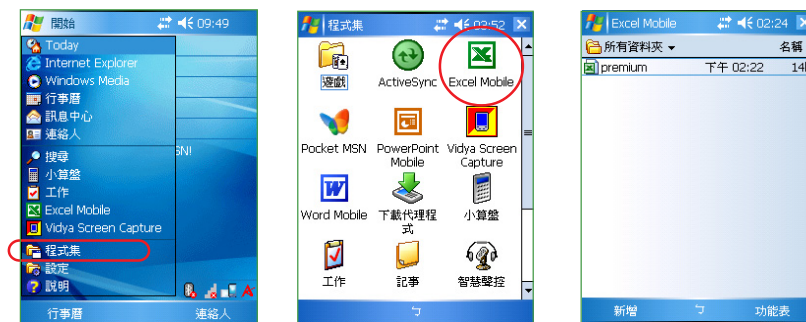 開始 09:49
Today
Internet Explorer
Windows Media
行事曆
訊息中心
連絡人
SN!
搜尋
小算盤
工作
Excel Mobile
Vidya Screen Capture
程式集
設定
說明
行事曆 連絡人
程式集 03:52
遊戲 ActiveSync Excel Mobile
Pocket MSN PowerPoint Mobile Vidya Screen Capture
Word Mobile 下載代理程式 小算盤
工作 記事 智慧聲控
Excel Mobile 02:24
所有資料夾 名稱
premium 下午 02:22 14
新增 功能表